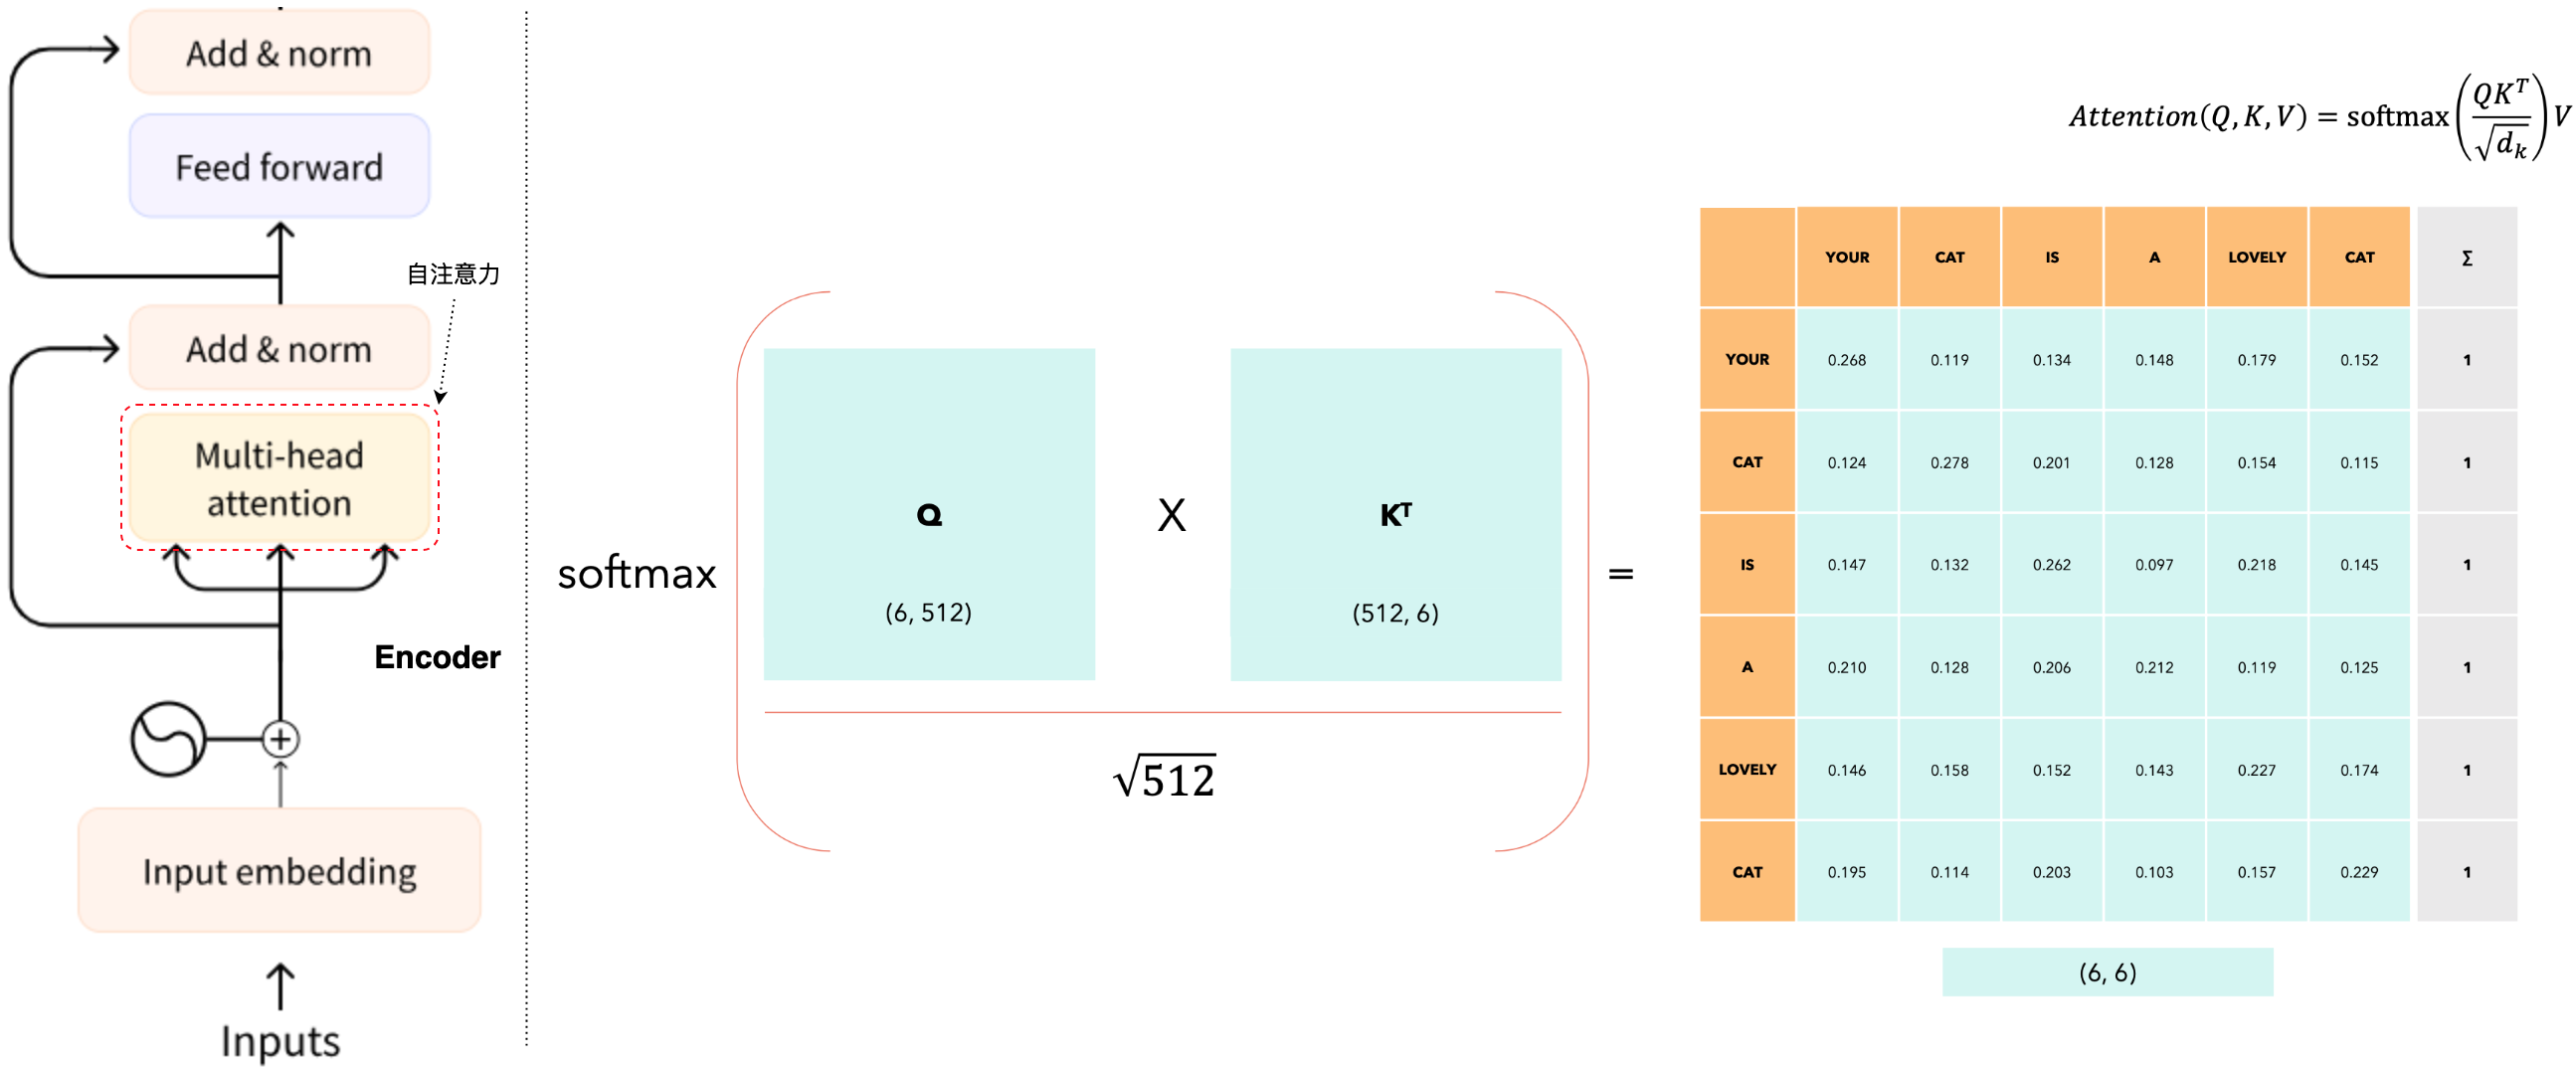 Add & norm
Feed forward
自注意力
Add & norm
Multi-head
attention
Encoder
Input embedding
Inputs
Attention(Q, K, V) = softmax(QK^T / √d_k)V
softmax
Q
(6, 512)
X
K^T
(512, 6)
√512
=
YOUR CAT IS A LOVELY CAT Σ
YOUR 0.268 0.119 0.134 0.148 0.179 0.152 1
CAT 0.124 0.278 0.201 0.128 0.154 0.115 1
IS 0.147 0.132 0.262 0.097 0.218 0.145 1
A 0.210 0.128 0.206 0.212 0.119 0.125 1
LOVELY 0.146 0.158 0.152 0.143 0.227 0.174 1
CAT 0.195 0.114 0.203 0.103 0.157 0.229 1
(6, 6)